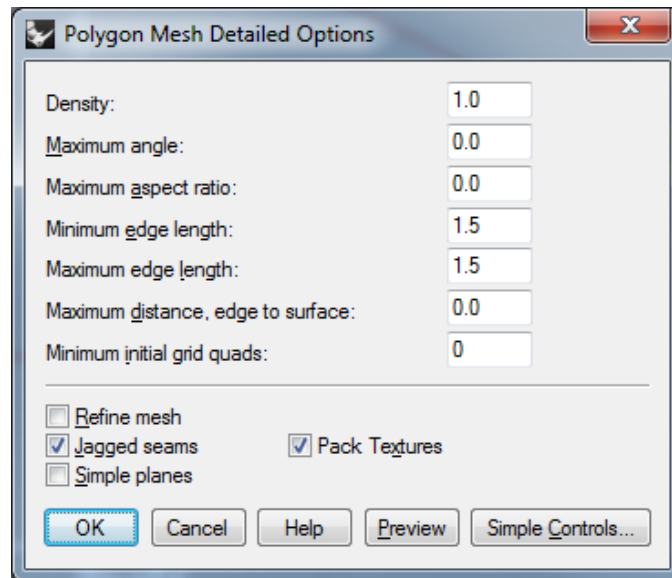 Polygon Mesh Detailed Options
Density: 1.0
Maximum angle: 0.0
Maximum aspect ratio: 0.0
Minimum edge length: 1.5
Maximum edge length: 1.5
Maximum distance, edge to surface: 0.0
Minimum initial grid quads: 0
Refine mesh
Jagged seams Pack Textures
Simple planes
OK Cancel Help Preview Simple Controls...